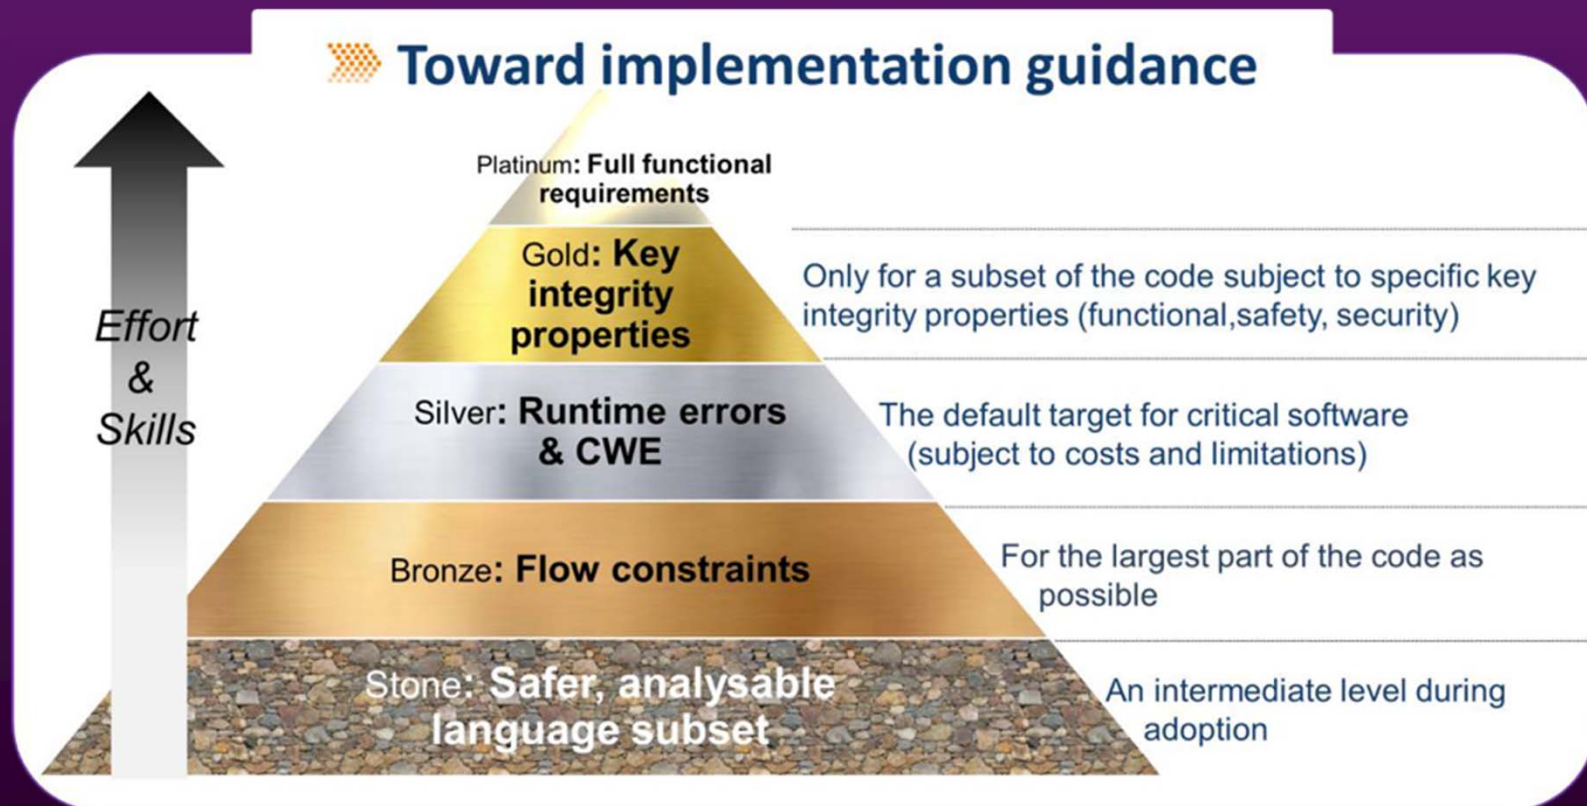 Toward implementation guidance
Platinum: Full functional
requirements
Gold: Key
integrity
properties
Only for a subset of the code subject to specific key
integrity properties (functional,safety, security)
Effort
&
Skills
Silver: Runtime errors
& CWE
The default target for critical software
(subject to costs and limitations)
Bronze: Flow constraints
For the largest part of the code as
possible
Stone: Safer, analysable
language subset
An intermediate level during
adoption